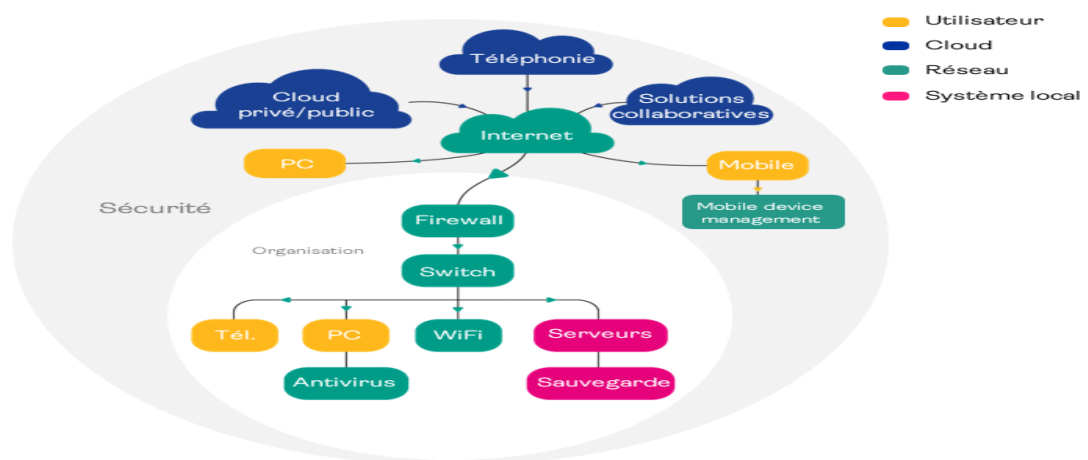 Utilisateur
Cloud
Réseau
Système local
Téléphonie
Cloud
privé/public
Solutions
collaboratives
Internet
PC
Mobile
Mobile device
management
Sécurité
Firewall
Organisation
Switch
Tél.
PC
WiFi
Serveurs
Antivirus
Sauvegarde